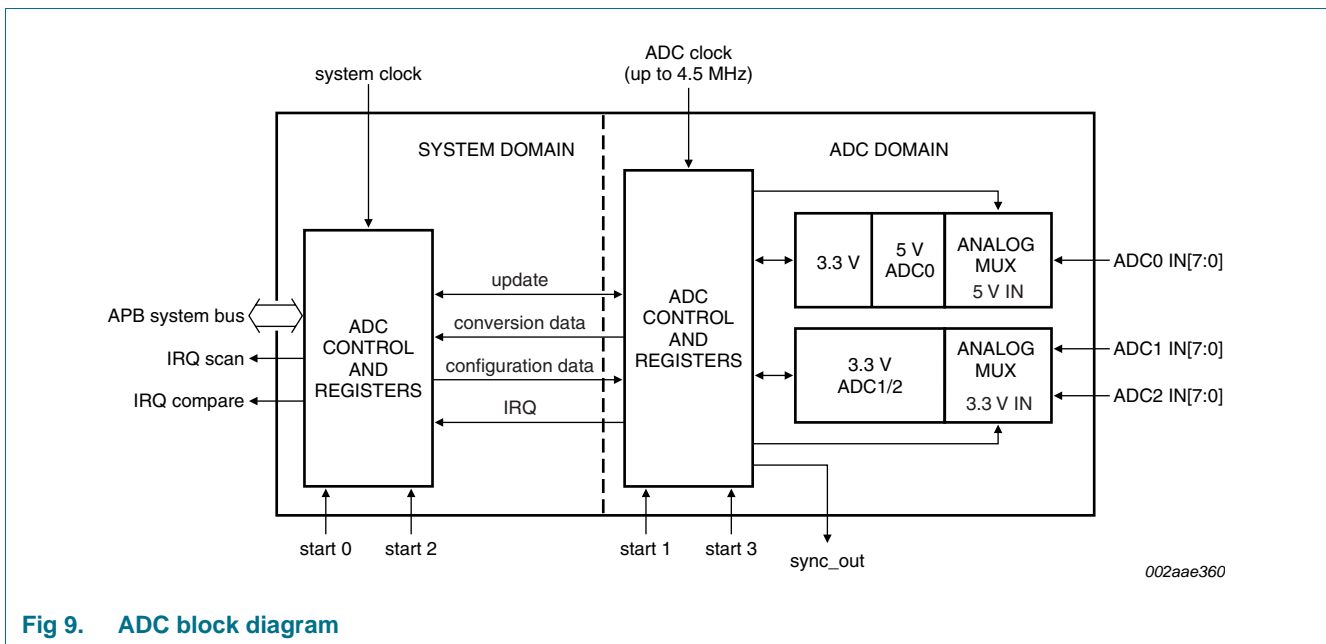 ADC clock
(up to 4.5 MHz)
system clock
SYSTEM DOMAIN
ADC DOMAIN
3.3 V
5 V
ADC0
ANALOG
MUX
5 V IN
ADC0 IN[7:0]
update
APB system bus
ADC
CONTROL
AND
REGISTERS
conversion data
ADC
CONTROL
AND
REGISTERS
3.3 V
ADC1/2
ANALOG
MUX
3.3 V IN
ADC1 IN[7:0]
IRQ scan
configuration data
ADC2 IN[7:0]
IRQ compare
IRQ
start 0
start 2
start 1
start 3
sync_out
002aae360
Fig 9. ADC block diagram